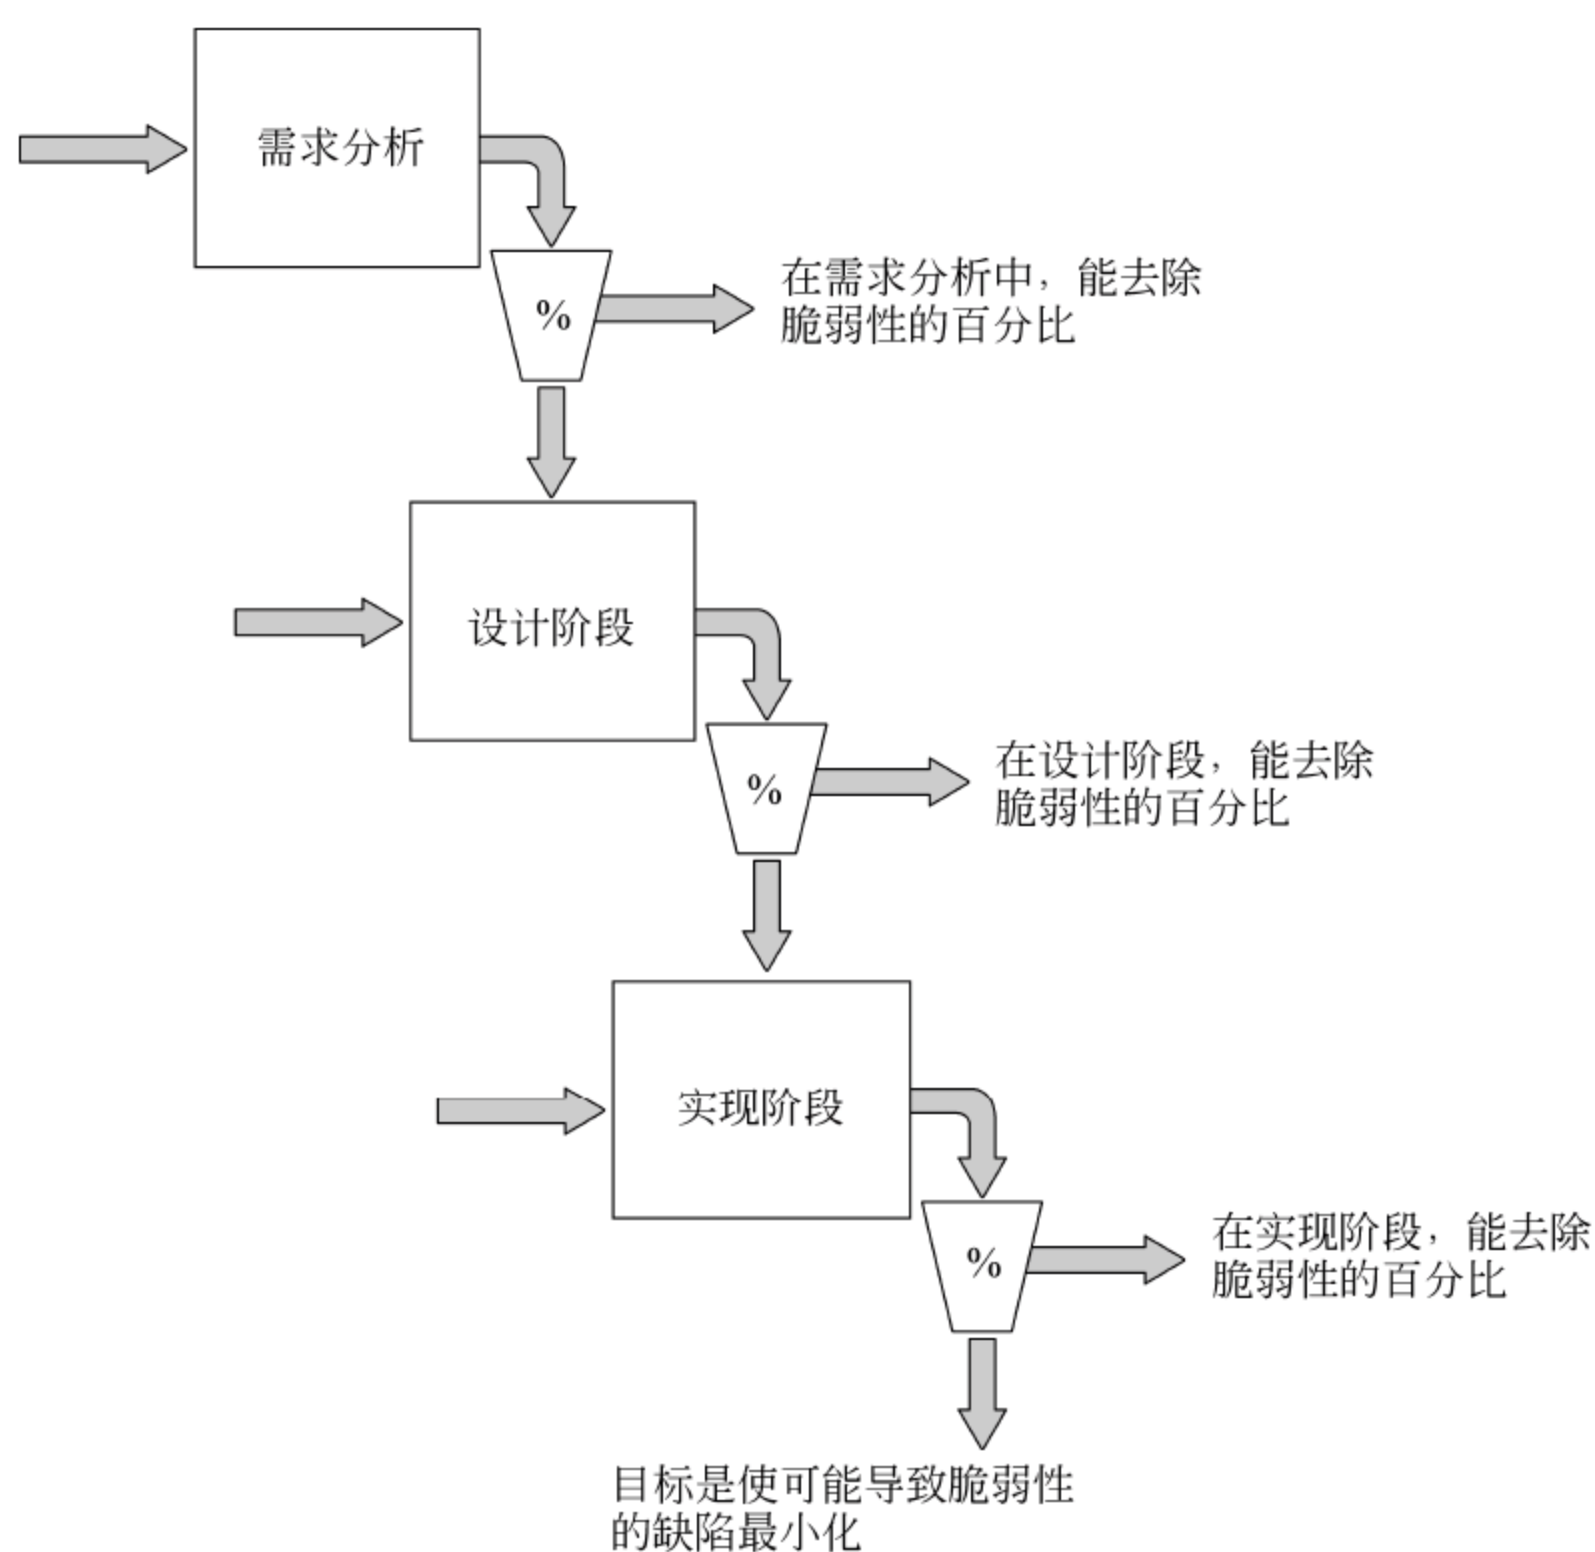 需求分析
%
在需求分析中，能去除
脆弱性的百分比
设计阶段
%
在设计阶段，能去除
脆弱性的百分比
实现阶段
%
在实现阶段，能去除
脆弱性的百分比
目标是使可能导致脆弱性
的缺陷最小化